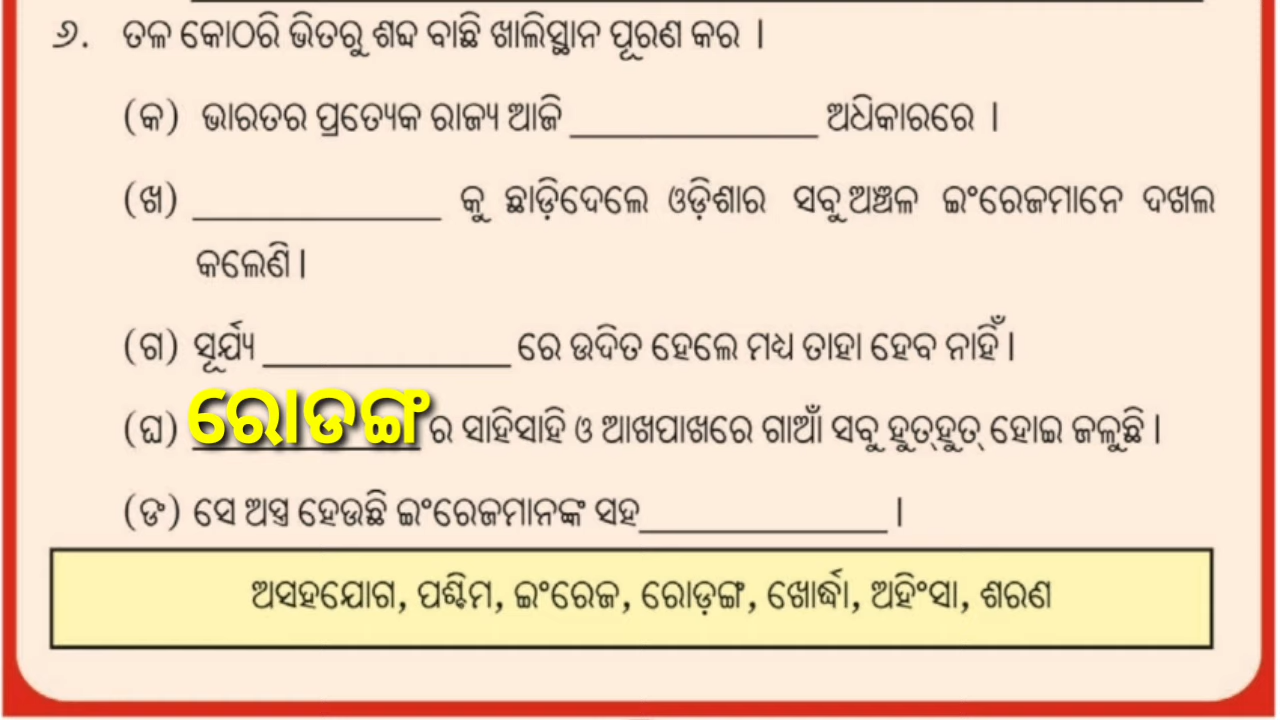 ୬. ତଳ କୋଠରି ଭିତରୁ ଶବ୍ଦ ବାଛି ଖାଲିସ୍ଥାନ ପୂରଣ କର ।
(କ) ଭାରତର ପ୍ରତ୍ୟେକ ରାଜ୍ୟ ଆଜି ______________ ଅଧିକାରରେ ।
(ଖ) ______________ କୁ ଛାଡ଼ିଦେଲେ ଓଡ଼ିଶାର ସବୁ ଅଞ୍ଚଳ ଇଂରେଜମାନେ ଦଖଲ
କଲେଣି ।
(ଗ) ସୂର୍ଯ୍ୟ ______________ ରେ ଉଦିତ ହେଲେ ମଧ୍ୟ ତାହା ହେବ ନାହିଁ ।
(ଘ) ରୋଡଙ୍ଗ ର ସାହିସାହି ଓ ଆଖପାଖରେ ଗାଆଁ ସବୁ ହୁତ୍‌ହୁତ୍ ହୋଇ ଜଳୁଛି ।
(ଙ) ସେ ଅସ୍ତ୍ର ହେଉଛି ଇଂରେଜମାନଙ୍କ ସହ______________ ।
ଅସହଯୋଗ, ପଶ୍ଚିମ, ଇଂରେଜ, ରୋଡ଼ଙ୍ଗ, ଖୋର୍ଦ୍ଧା, ଅହିଂସା, ଶରଣ